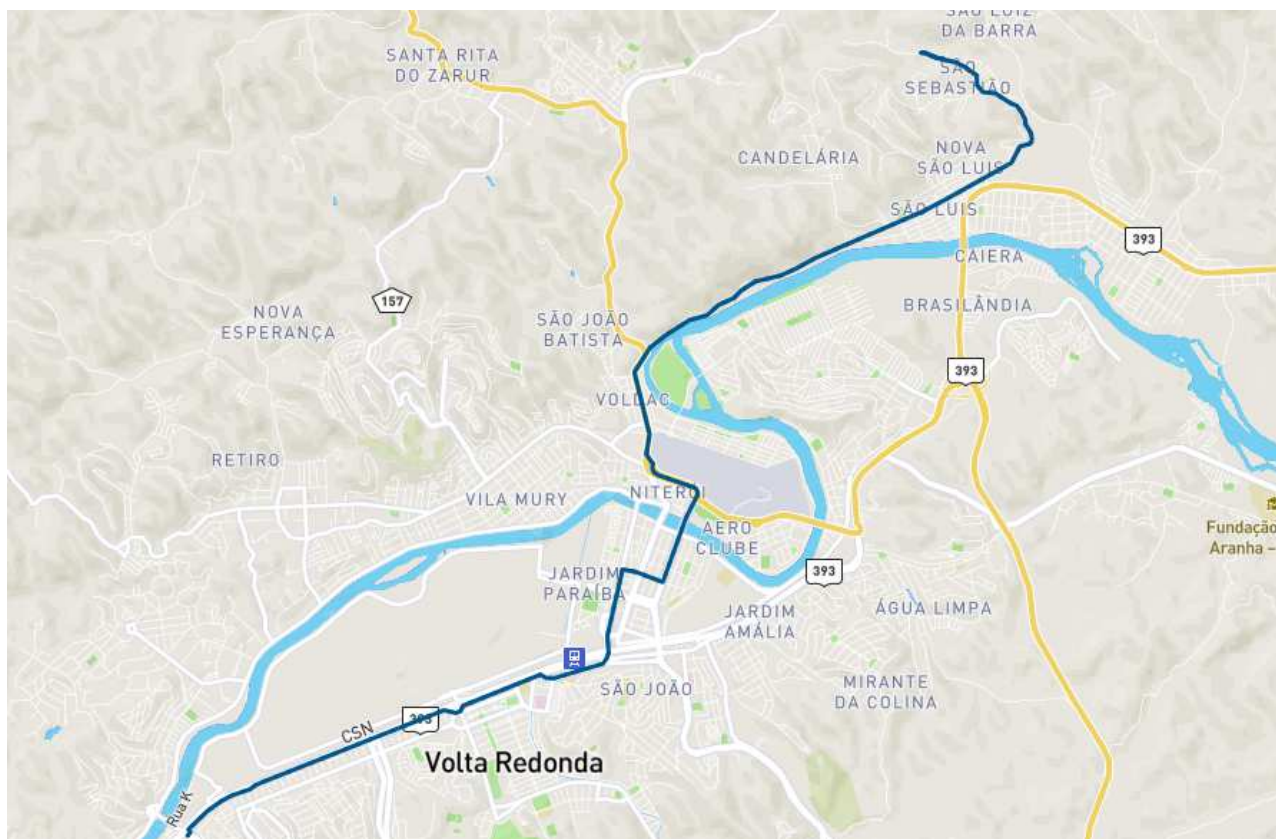 SÃO LUIZ
DA BARRA
SANTA RITA
DO ZARUR
SÃO
SEBASTIÃO
CANDELÁRIA
NOVA
SÃO LUIS
SÃO LUIS
393
CAIERA
157
NOVA
ESPERANÇA
SÃO JOÃO
BATISTA
BRASILÂNDIA
393
VOLDAC
RETIRO
VILA MURY
NITERÓI
AERO
CLUBE
Fundação
Aranha –
JARDIM
PARAÍBA
393
JARDIM
AMÁLIA
ÁGUA LIMPA
SÃO JOÃO
MIRANTE
DA COLINA
CSN
393
Volta Redonda
Rua K